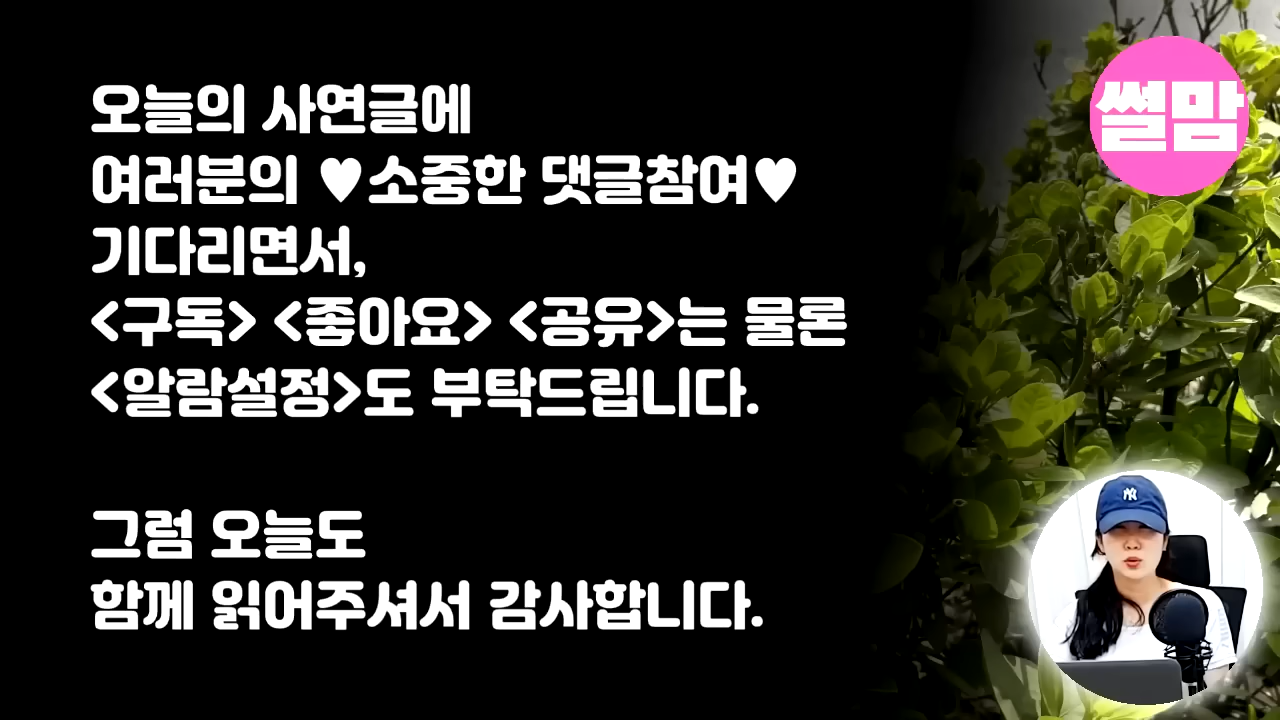 오늘의 사연글에
여러분의 ♥소중한 댓글참여♥
기다리면서,
<구독> <좋아요> <공유>는 물론
<알람설정>도 부탁드립니다.
그럼 오늘도
함께 읽어주셔서 감사합니다.
썰맘
NY